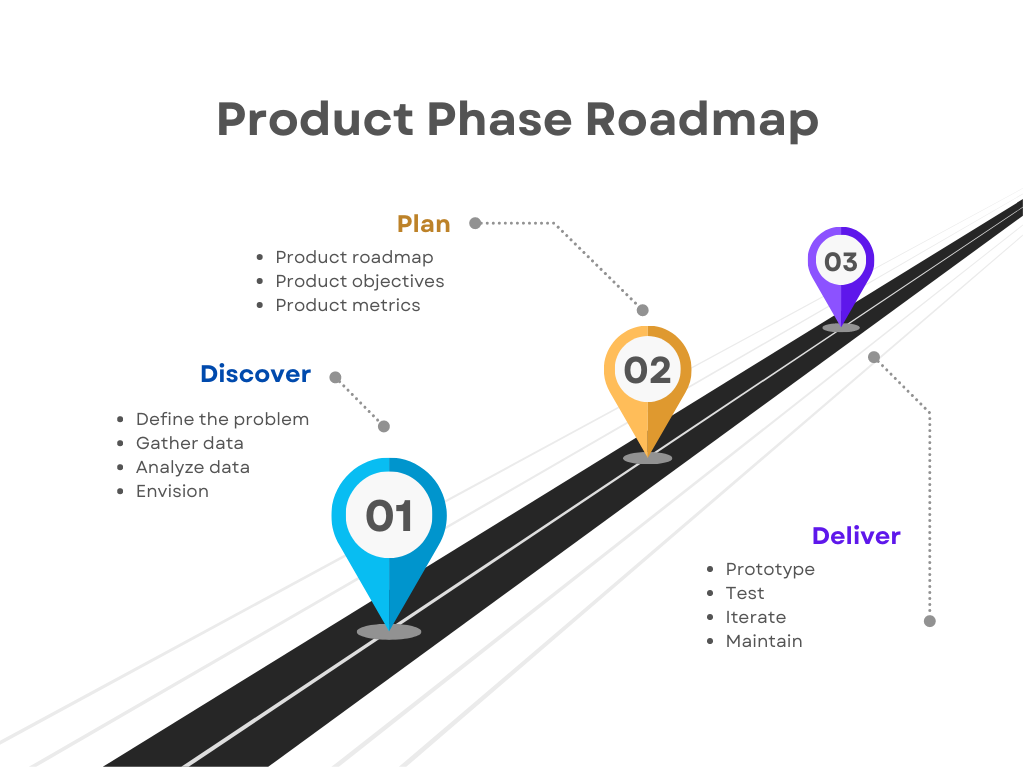 Product Phase Roadmap
Plan
• Product roadmap
• Product objectives
• Product metrics
03
02
Discover
• Define the problem
• Gather data
• Analyze data
• Envision
01
Deliver
• Prototype
• Test
• Iterate
• Maintain